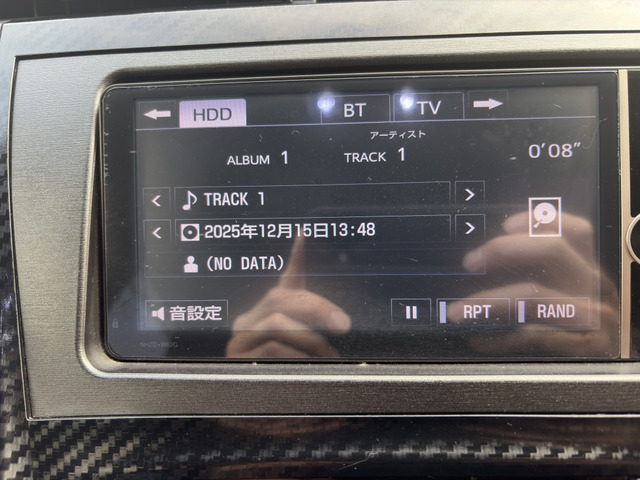 HDD BT TV
アーティスト
ALBUM 1 TRACK 1 0'08"
TRACK 1
2025年12月15日13:48
(NO DATA)
音設定 RPT RAND